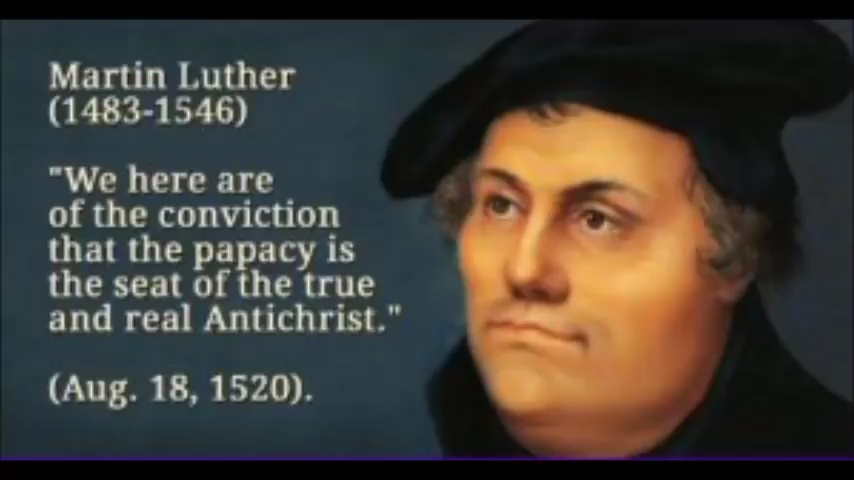 Martin Luther
(1483-1546)
"We here are
of the conviction
that the papacy is
the seat of the true
and real Antichrist."
(Aug. 18, 1520).